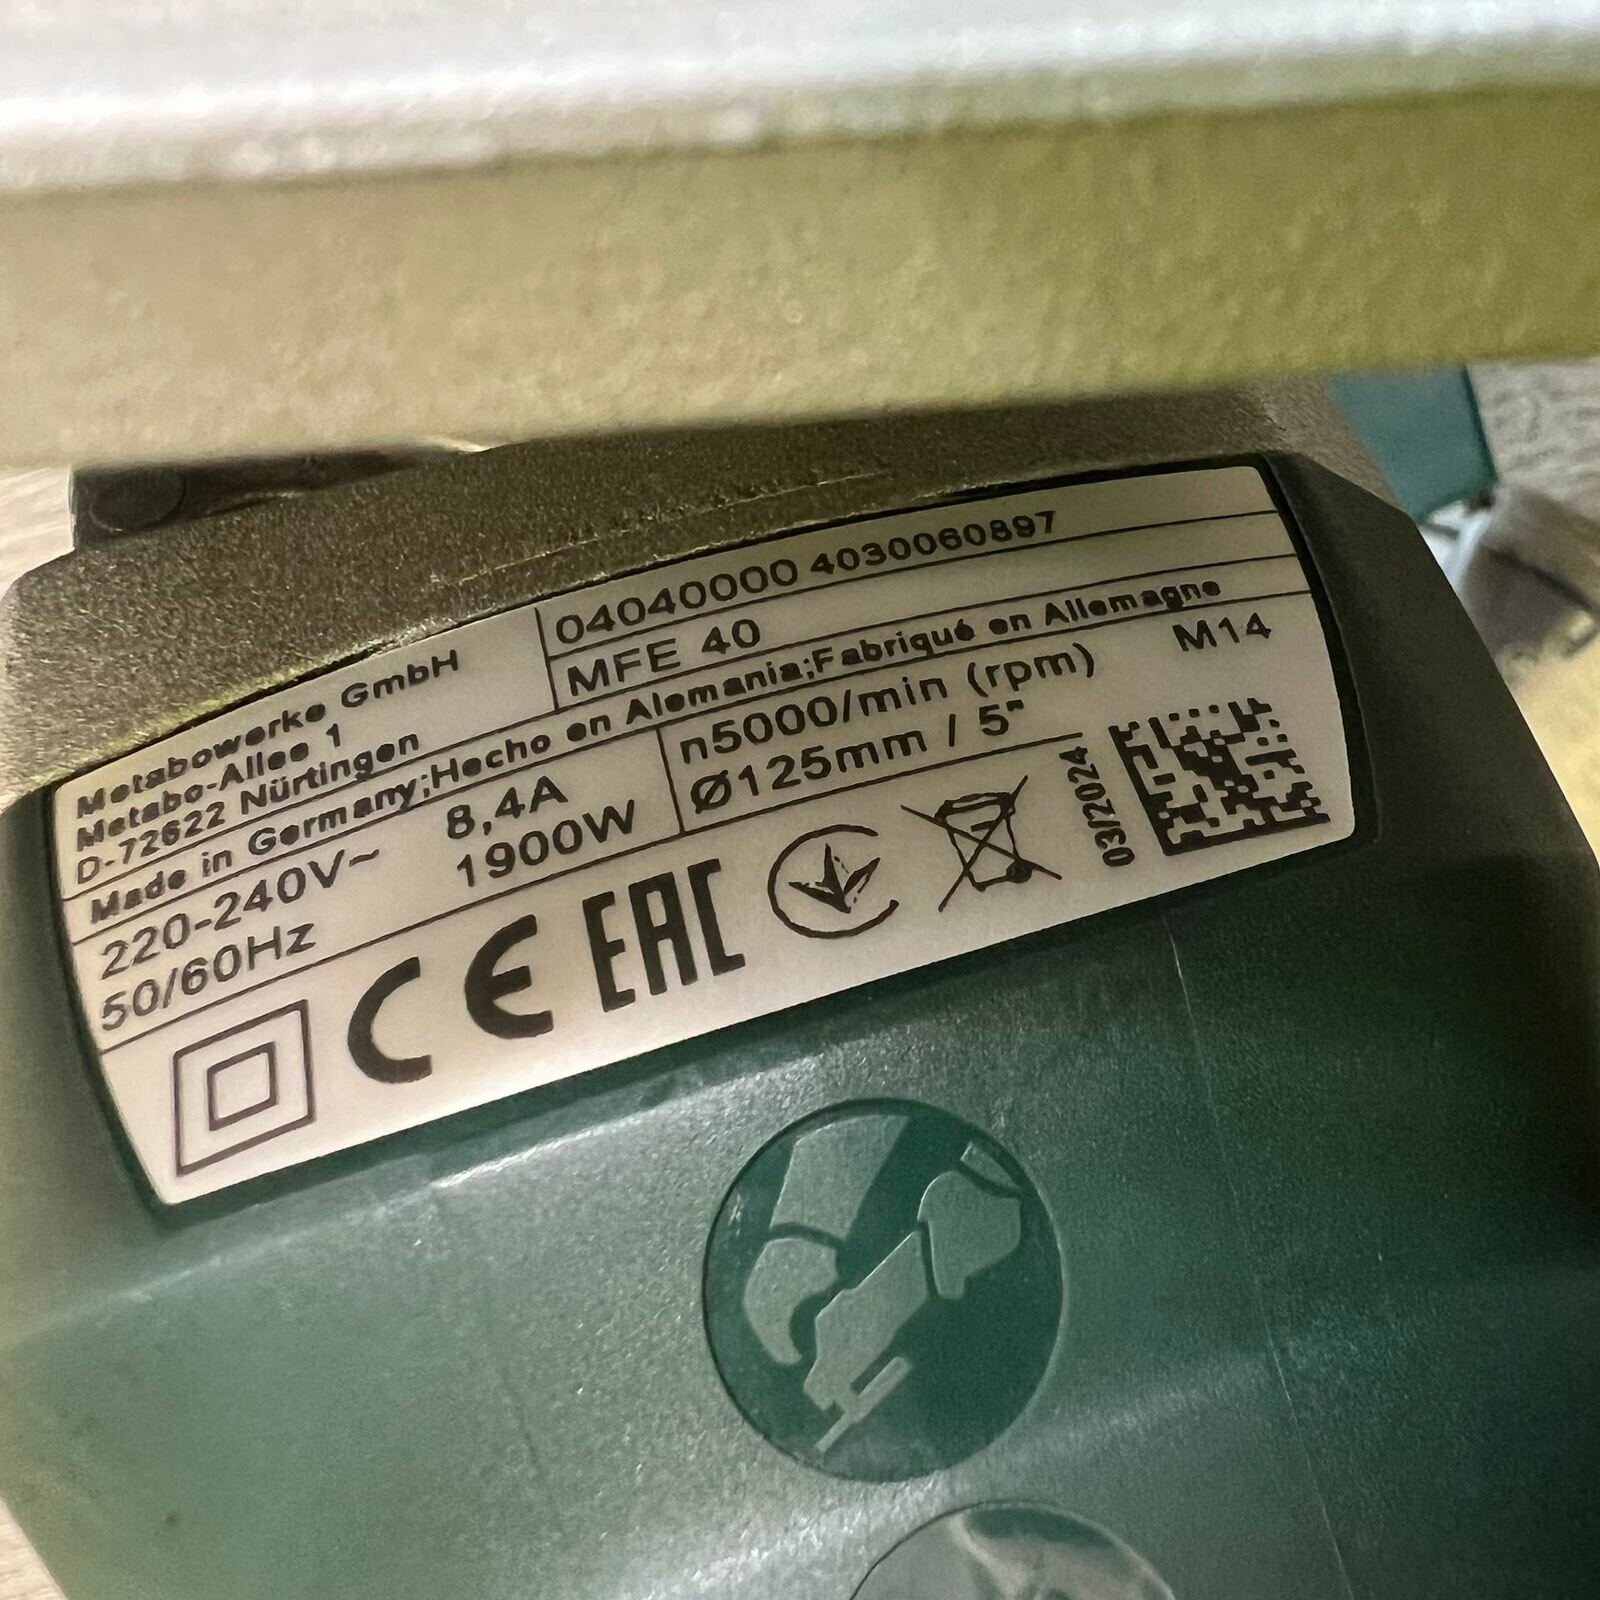 Metabowerke GmbH
Metabo-Allee 1
D-72622 Nürtingen
04040000 4030060897
MFE 40
Made in Germany;Hecho en Alemania;Fabriqué en Allemagne
220-240V~
50/60Hz
8,4A
1900W
n5000/min (rpm)
Ø125mm / 5"
M14
CE
EAC
03/2024